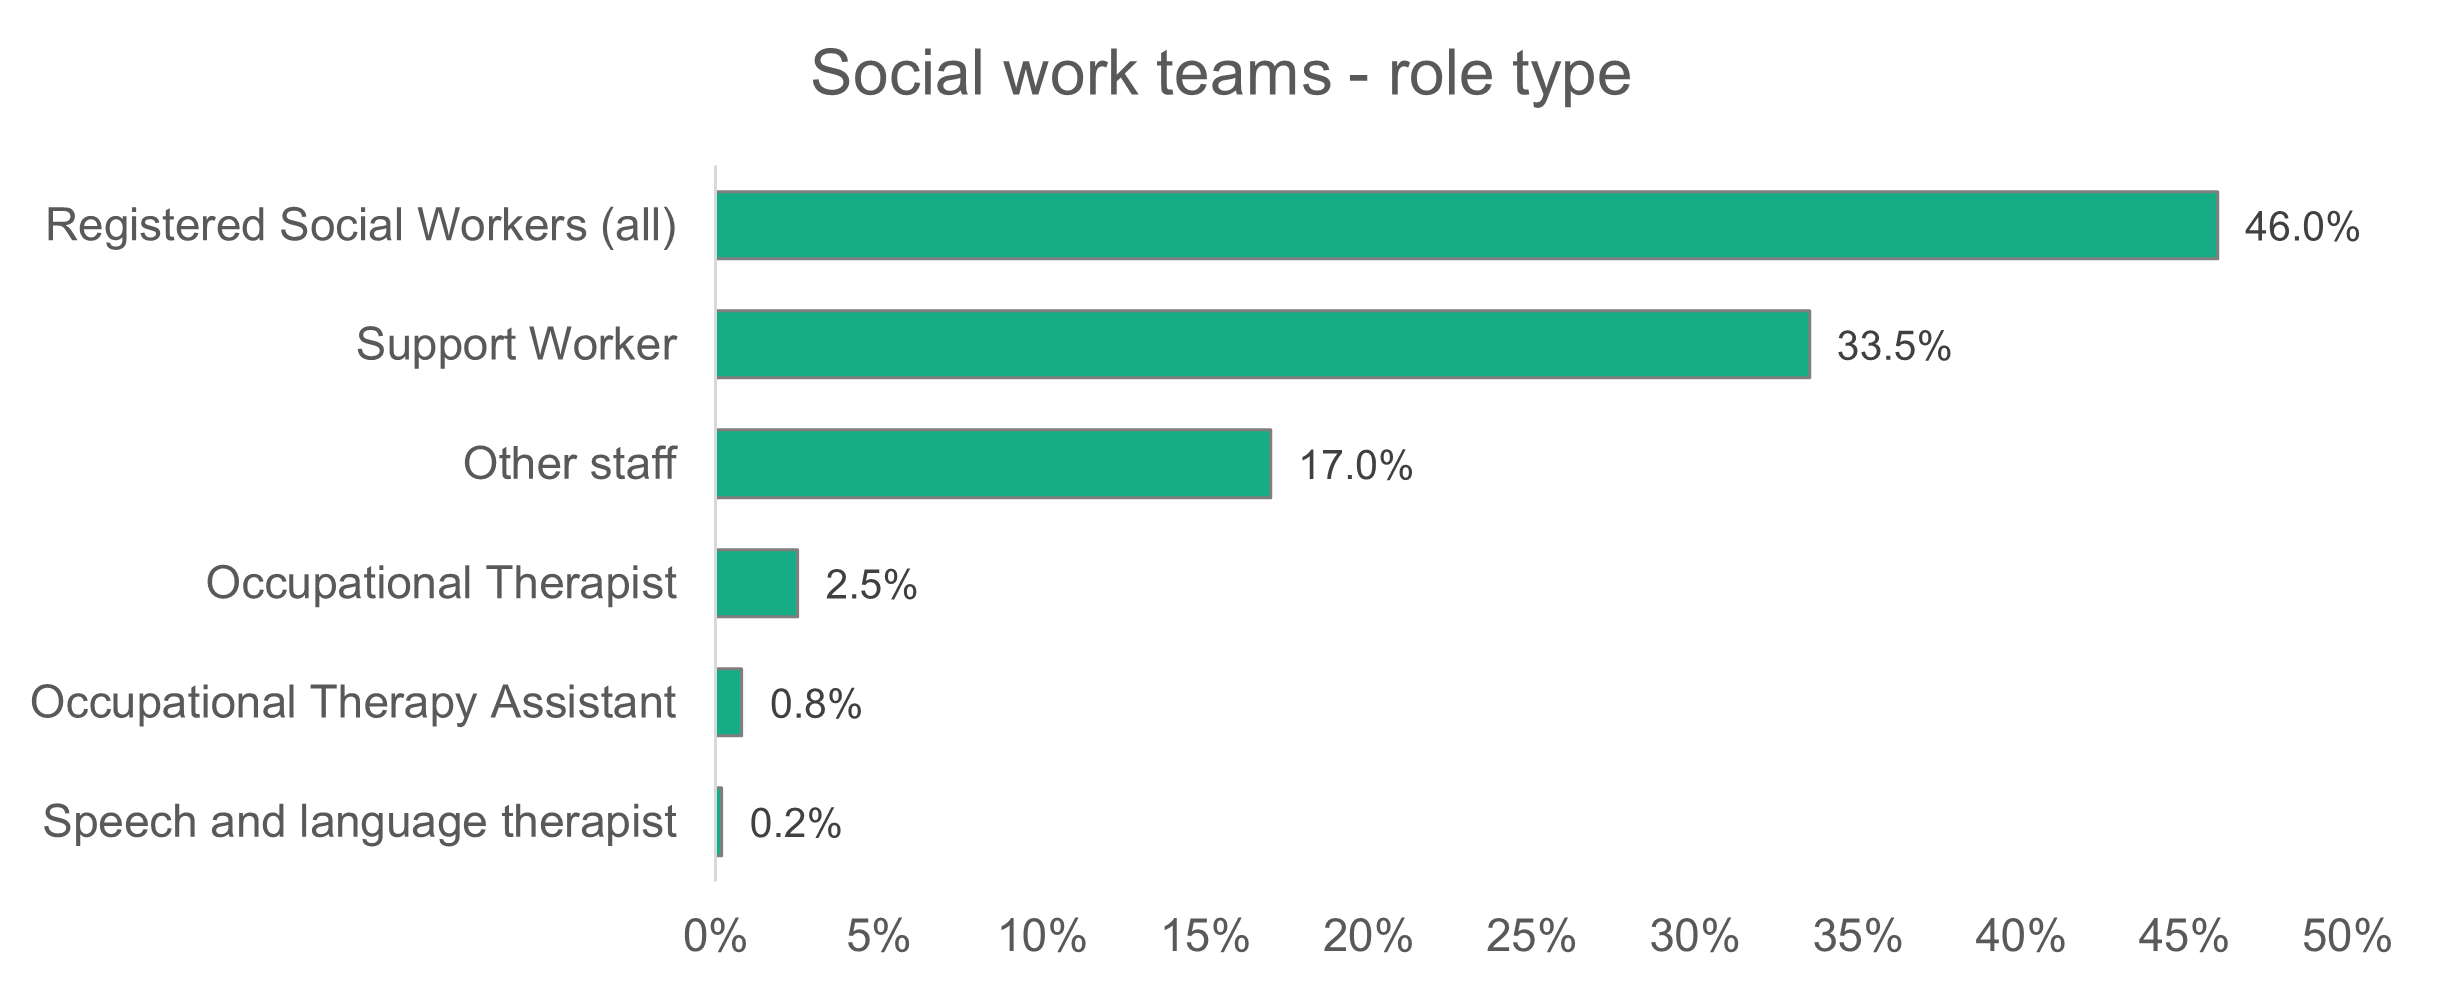 Social work teams - role type
Registered Social Workers (all)
46.0%
Support Worker
33.5%
Other staff
17.0%
Occupational Therapist
2.5%
Occupational Therapy Assistant
0.8%
Speech and language therapist
0.2%
0% 5% 10% 15% 20% 25% 30% 35% 40% 45% 50%